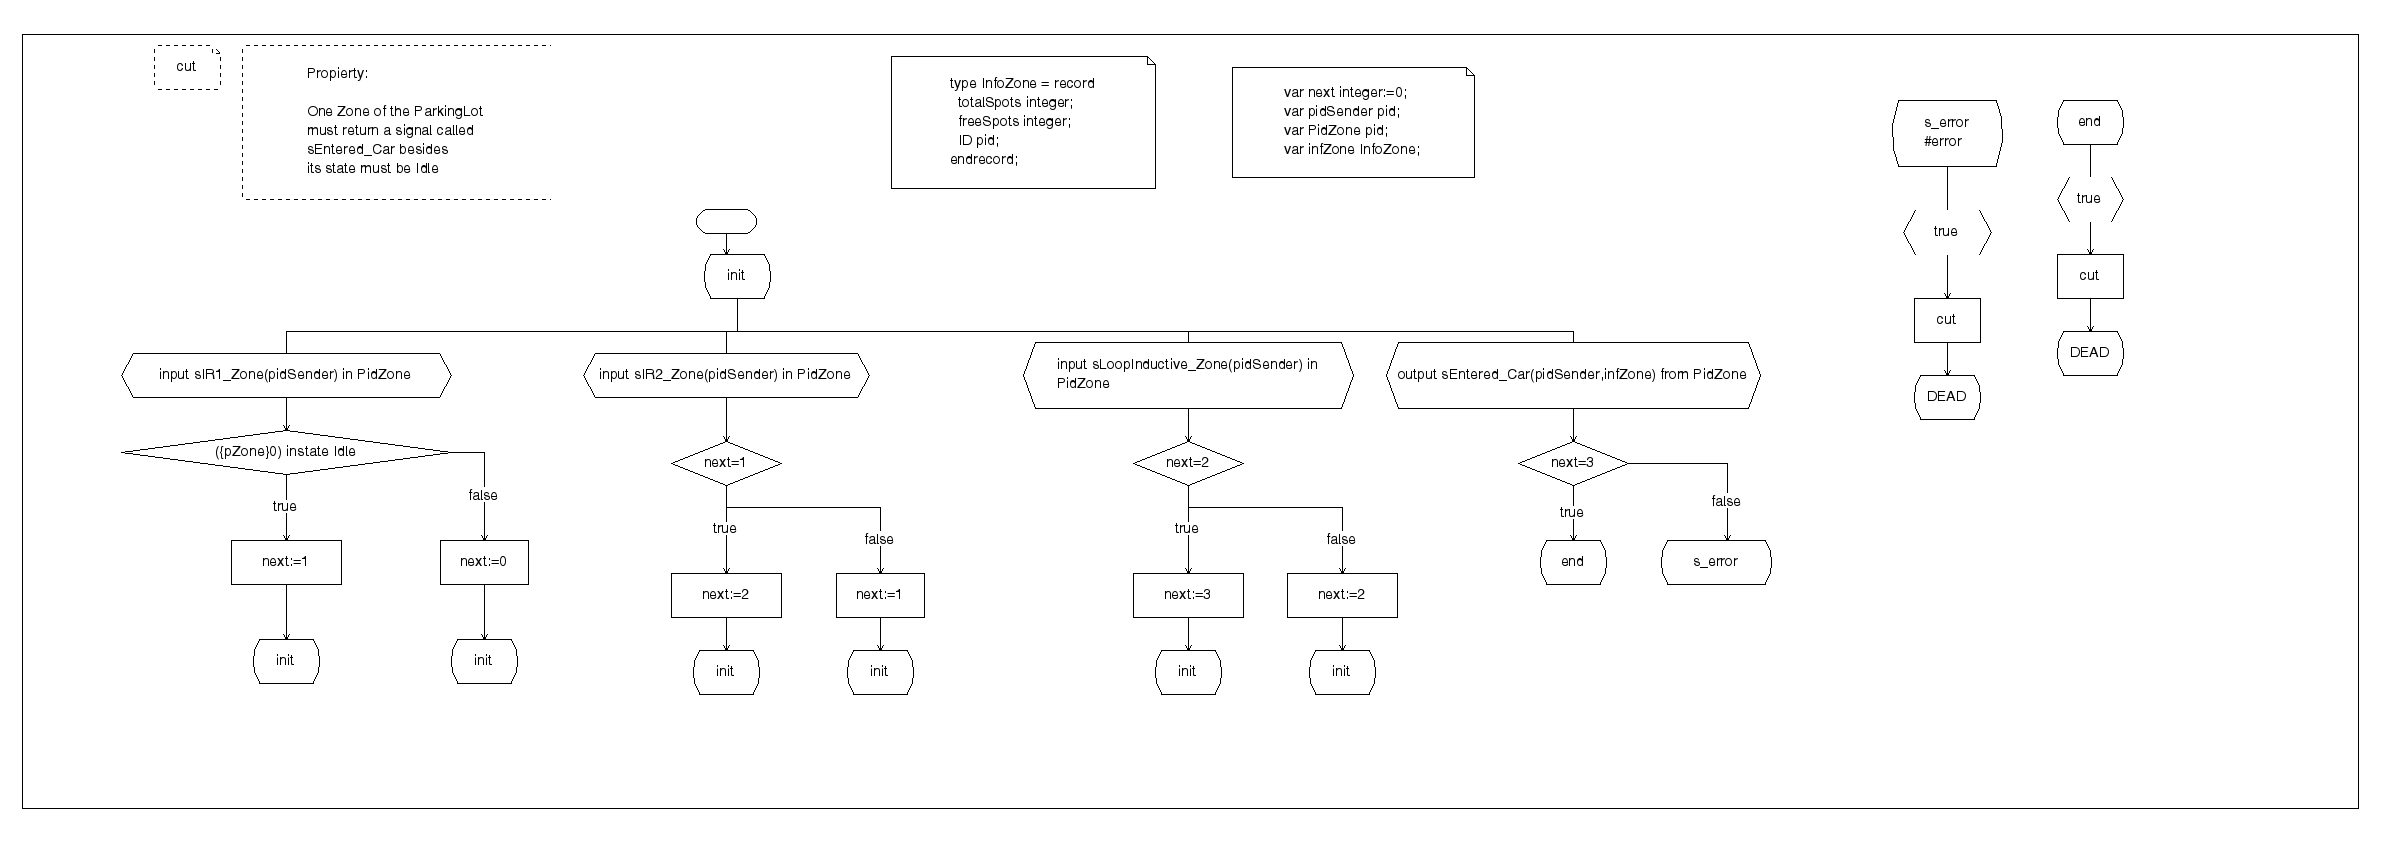 cut
Propierty:
One Zone of the ParkingLot
must return a signal called
sEntered_Car besides
its state must be Idle
type InfoZone = record
totalSpots integer;
freeSpots integer;
ID pid;
endrecord;
var next integer:=0;
var pidSender pid;
var PidZone pid;
var infZone InfoZone;
init
input sIR1_Zone(pidSender) in PidZone
({pZone}0) instate Idle
true
false
next:=1
next:=0
init
init
input sIR2_Zone(pidSender) in PidZone
next=1
true
false
next:=2
next:=1
init
init
input sLoopInductive_Zone(pidSender) in
PidZone
next=2
true
false
next:=3
next:=2
init
init
output sEntered_Car(pidSender,infZone) from PidZone
next=3
true
false
end
s_error
s_error
#error
true
cut
DEAD
end
true
cut
DEAD